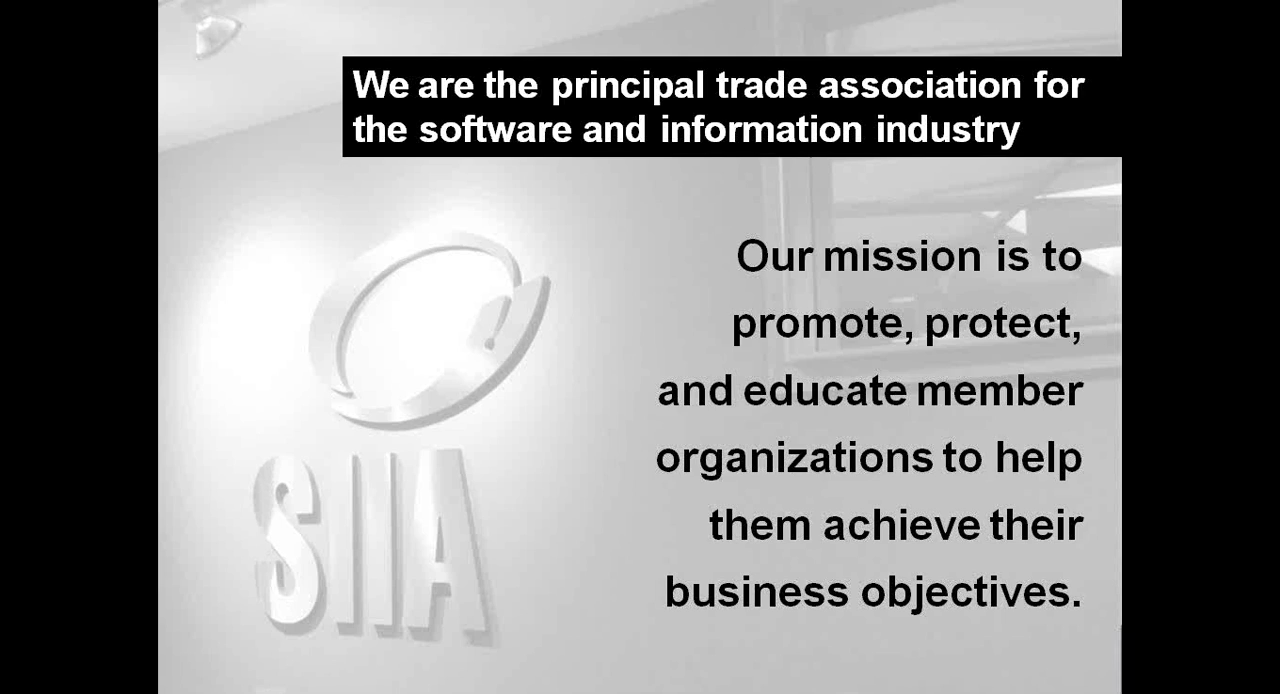 We are the principal trade association for
the software and information industry
Our mission is to
promote, protect,
and educate member
organizations to help
them achieve their
business objectives.
SIIA